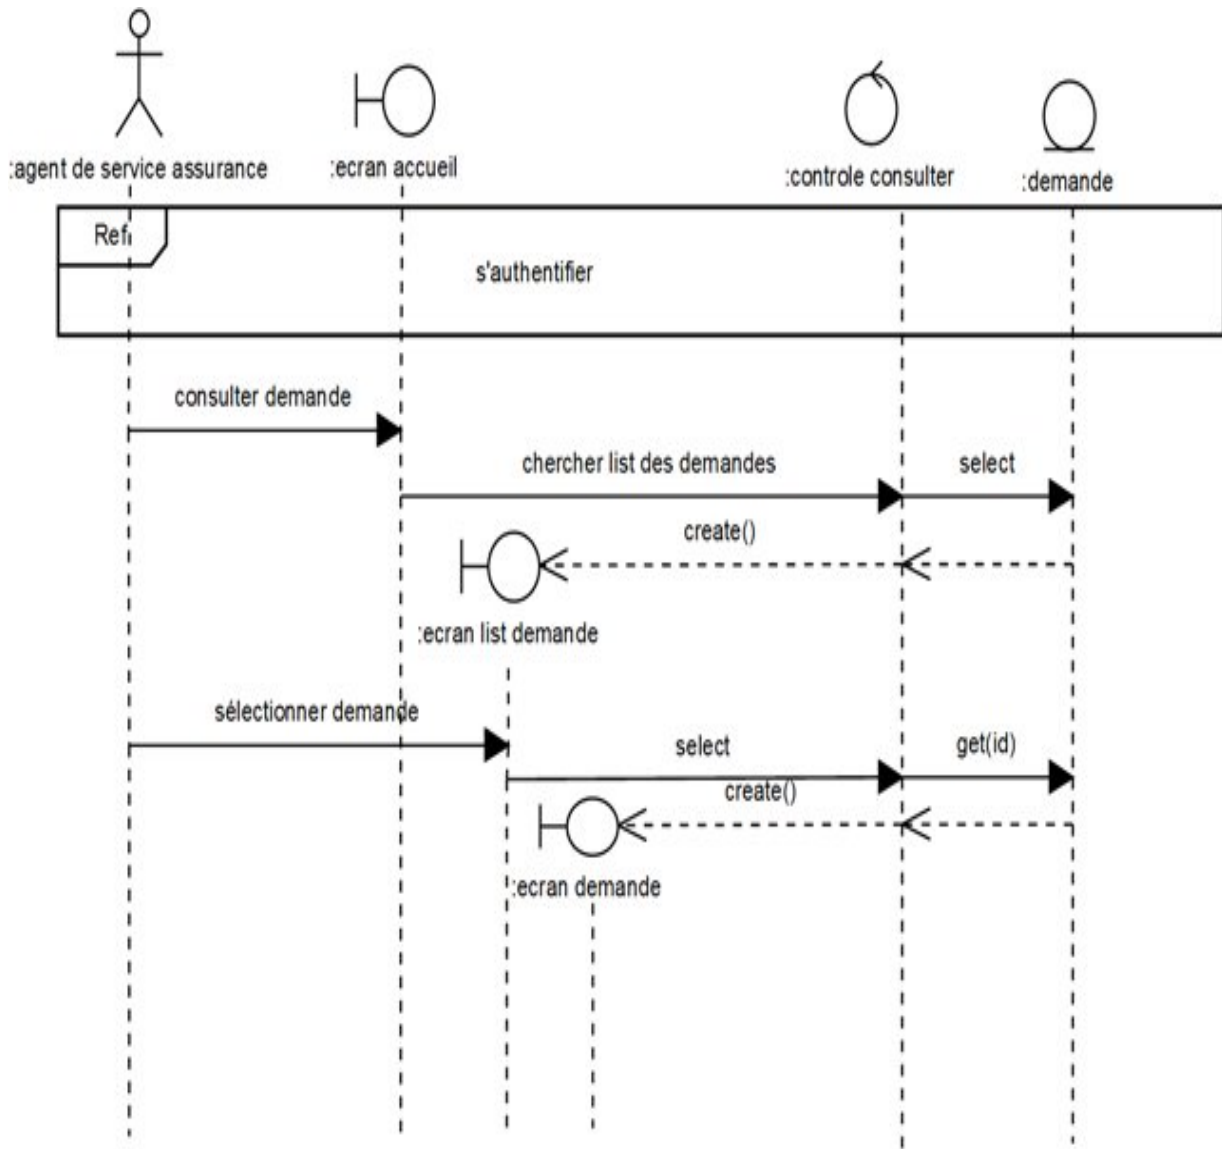 :agent de service assurance
:ecran accueil
:controle consulter
:demande
Ref
s'authentifier
consulter demande
chercher list des demandes
select
create()
:ecran list demande
sélectionner demande
select
get(id)
create()
:ecran demande